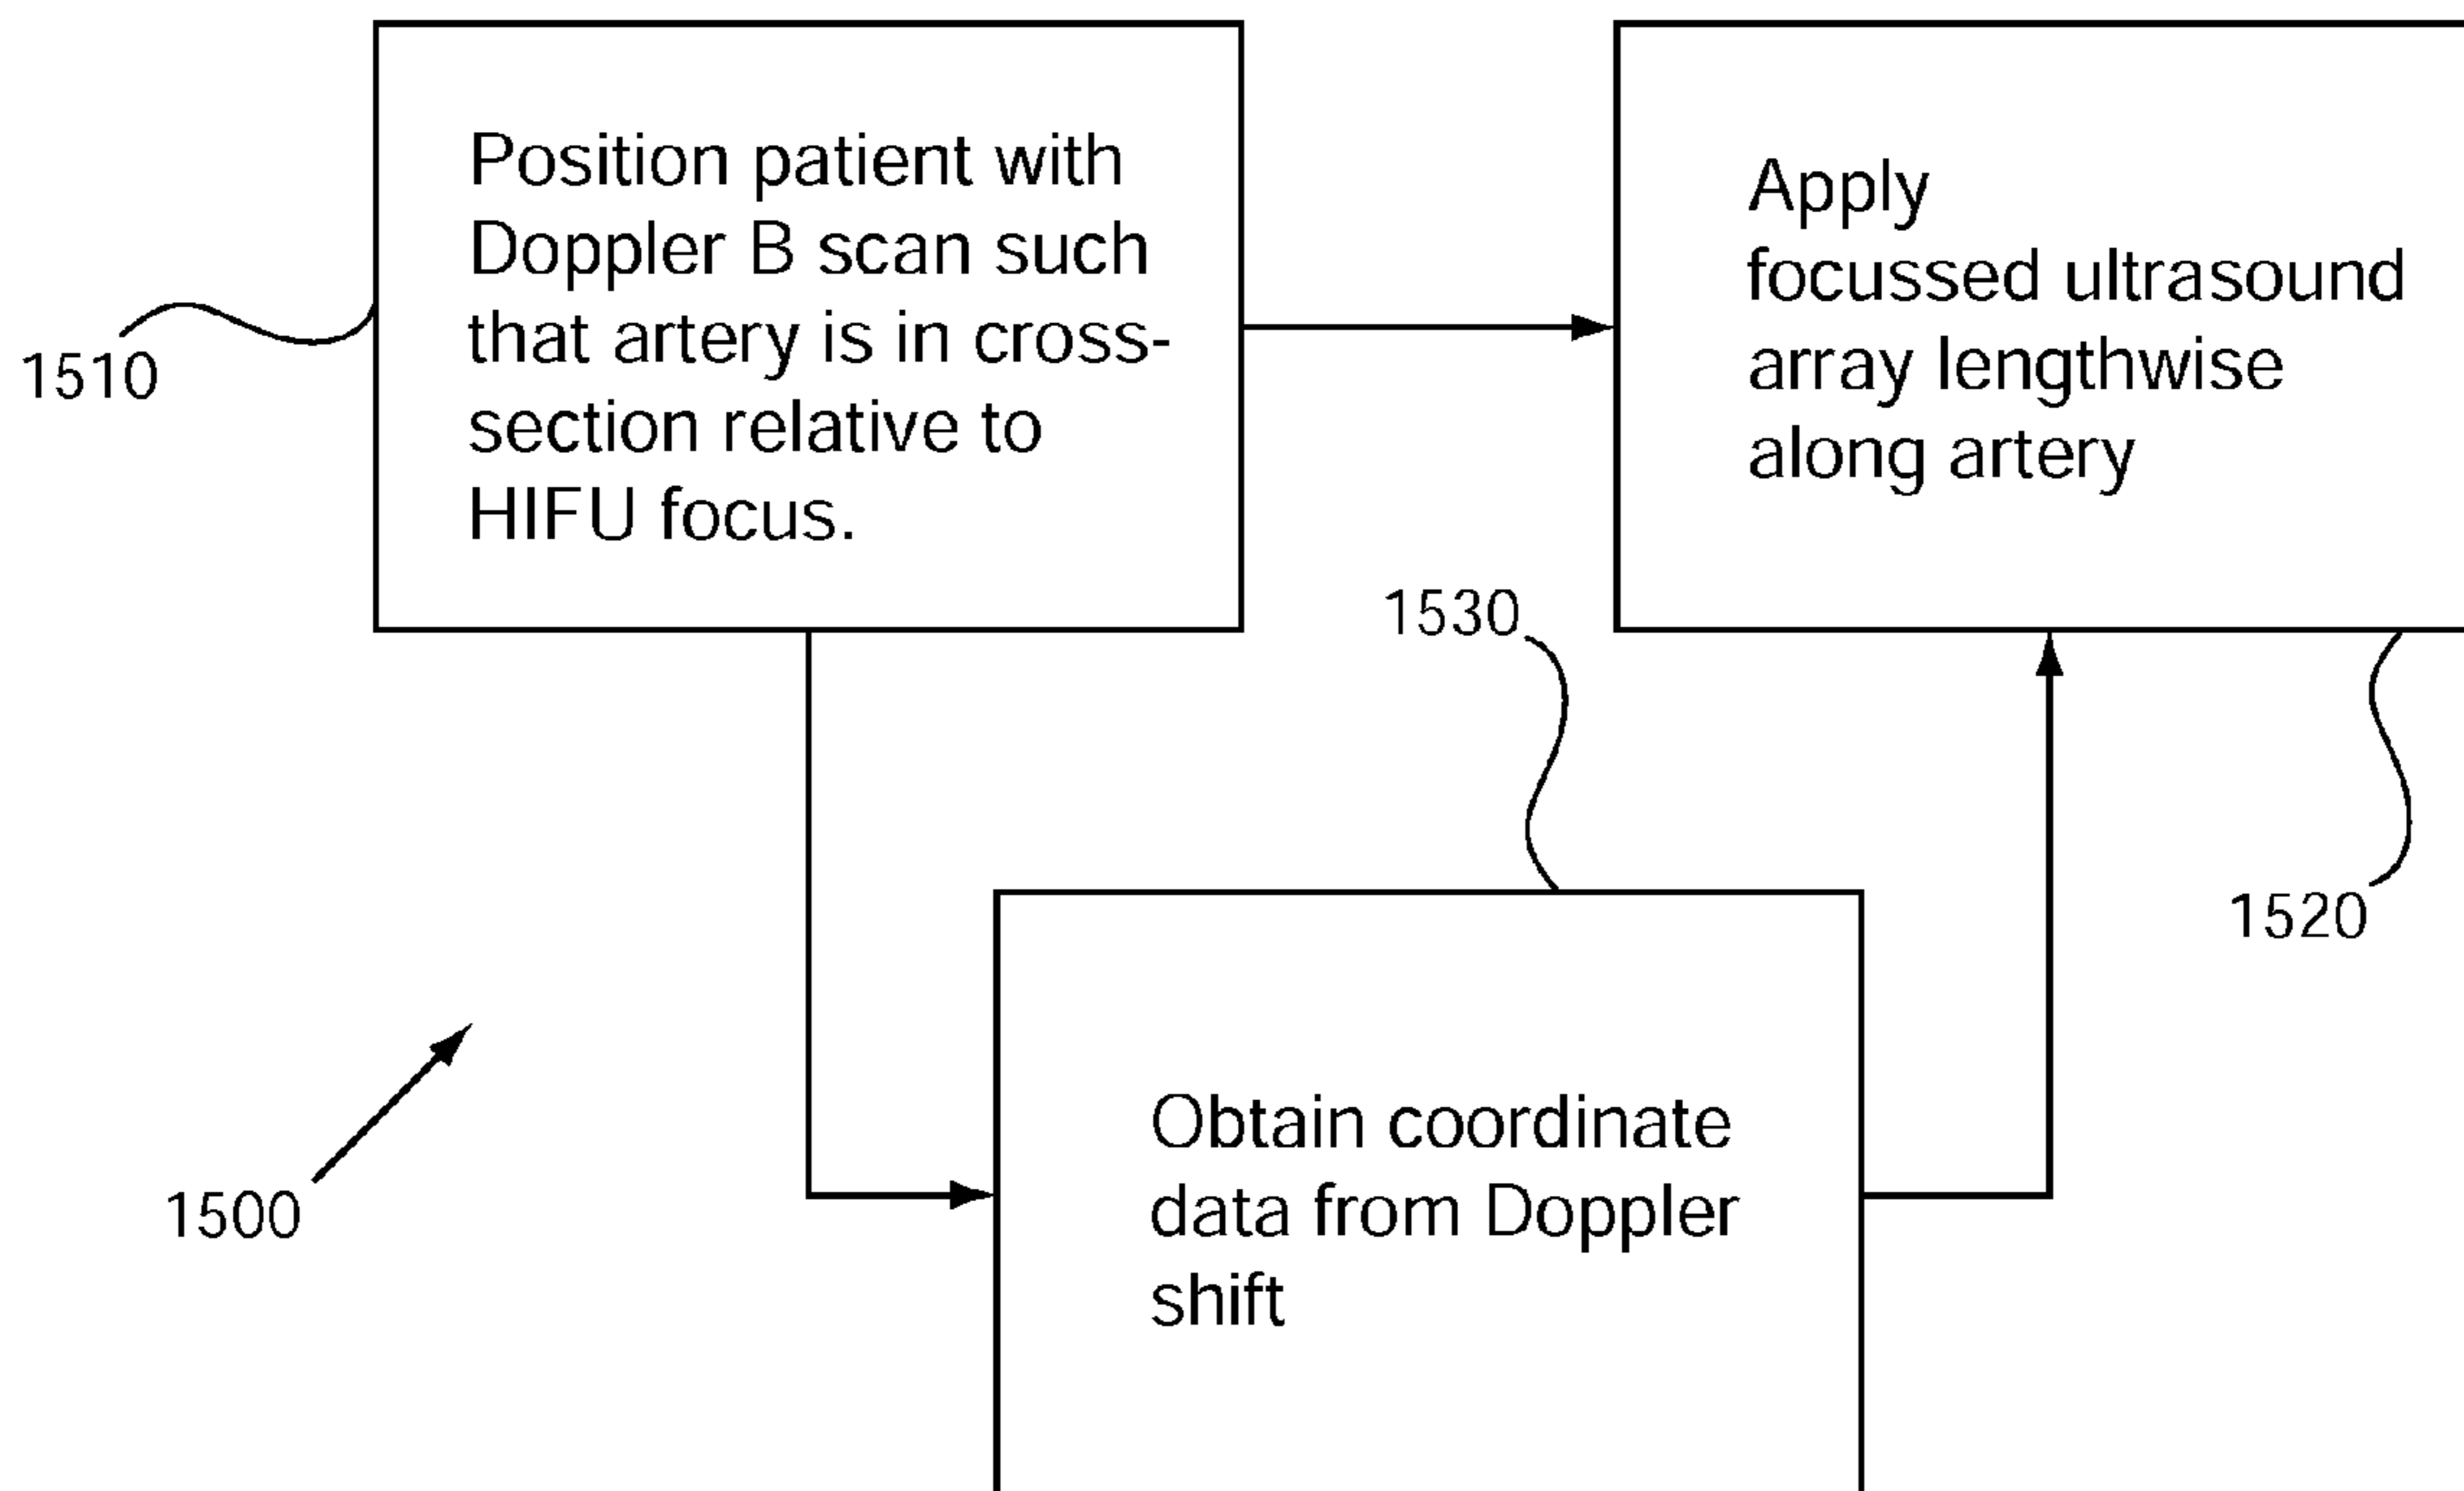 Position patient with
Doppler B scan such
that artery is in cross-
section relative to
HIFU focus.
1510
Apply
focussed ultrasound
array lengthwise
along artery
1530
1520
Obtain coordinate
data from Doppler
shift
1500